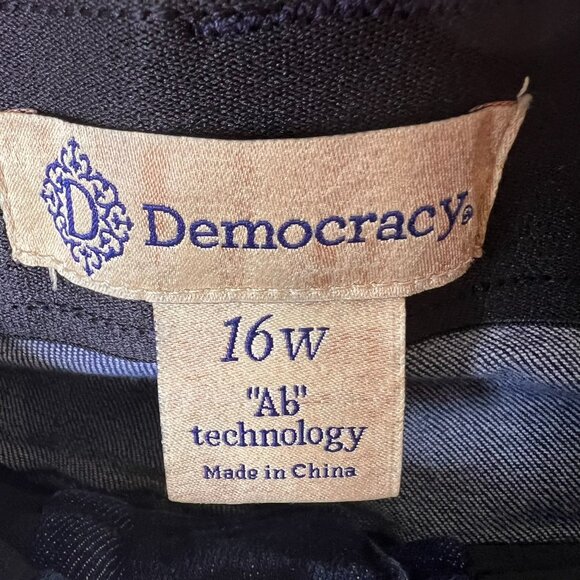 D Democracy®
16W
"Ab"
technology
Made in China